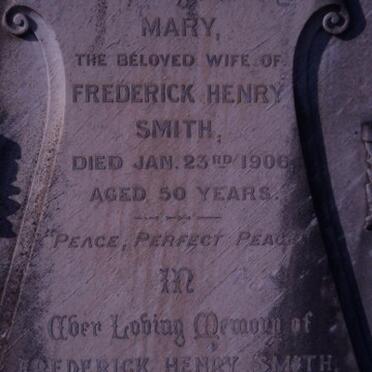 MARY,
THE BELOVED WIFE OF
FREDERICK HENRY
SMITH,
DIED JAN. 23RD 1906,
AGED 50 YEARS.
"PEACE, PERFECT PEACE
In
Ever Loving Memory of
FREDERICK HENRY SMITH,